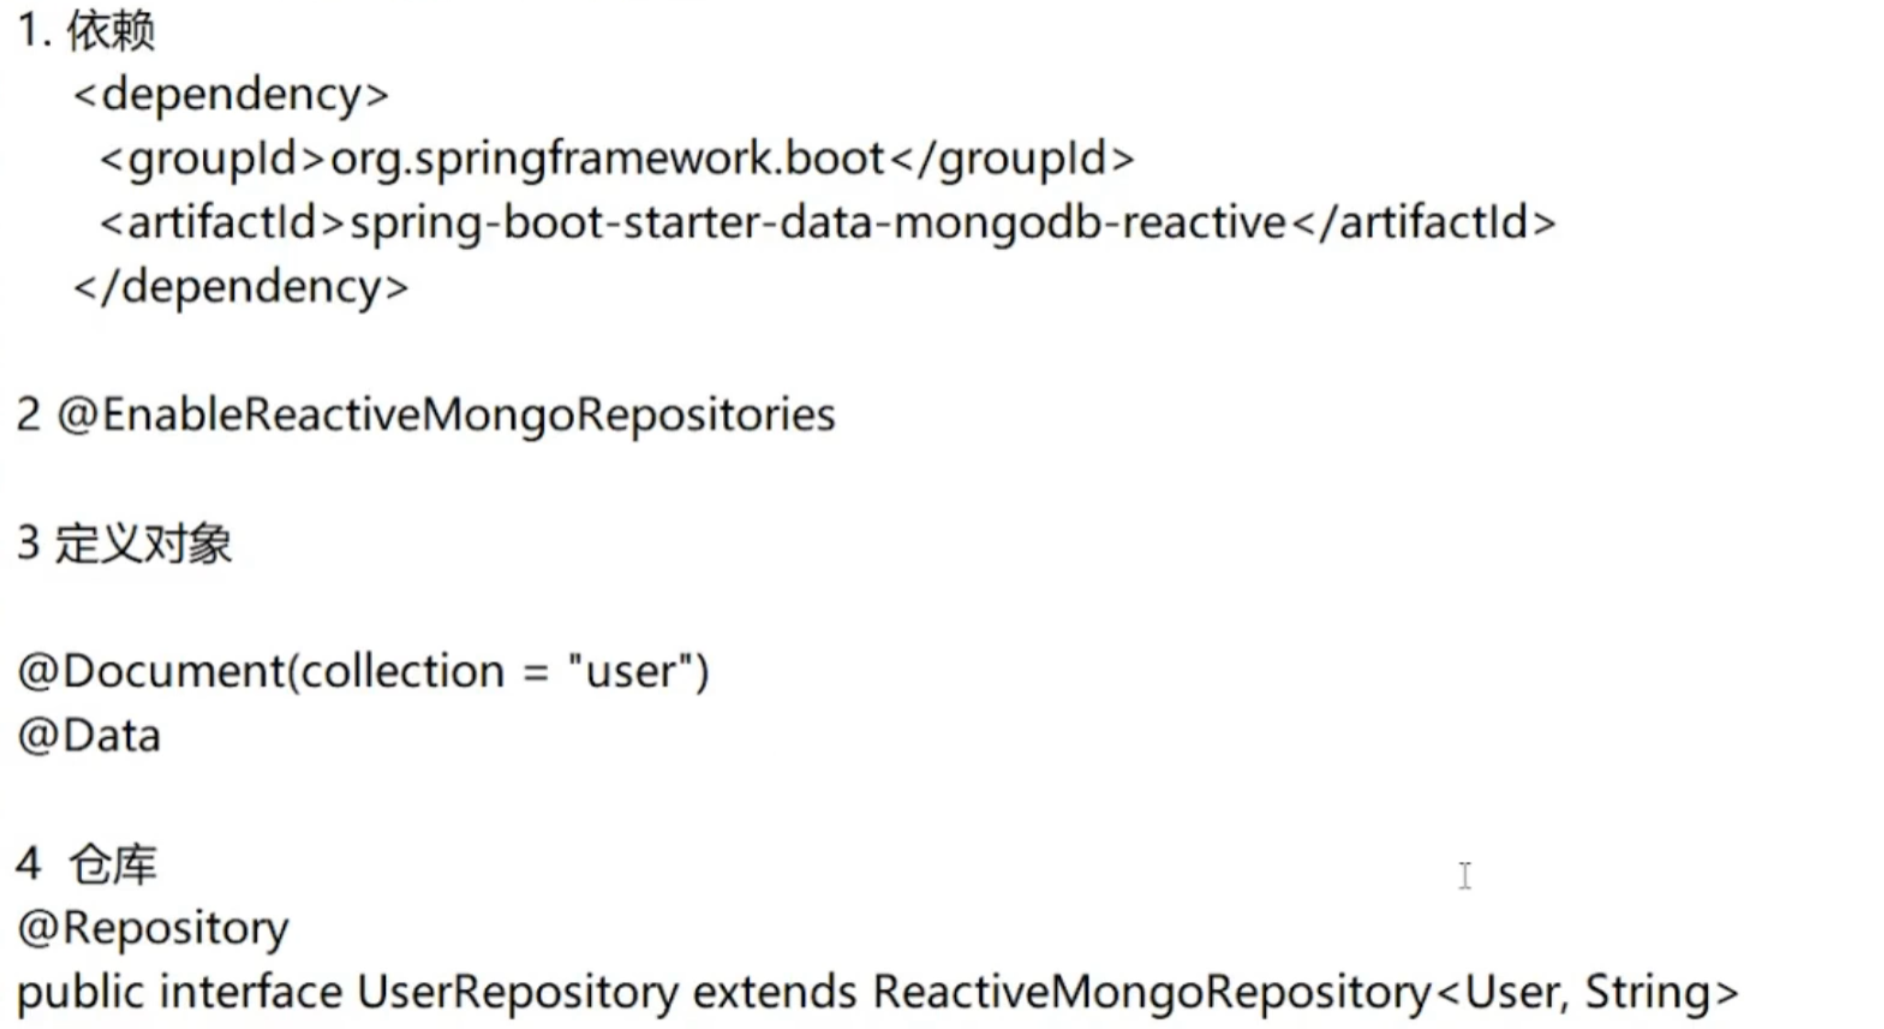 1. 依赖
<dependency>
<groupId>org.springframework.boot</groupId>
<artifactId>spring-boot-starter-data-mongodb-reactive</artifactId>
</dependency>
2 @EnableReactiveMongoRepositories
3 定义对象
@Document(collection = "user")
@Data
4 仓库
@Repository
public interface UserRepository extends ReactiveMongoRepository<User, String>